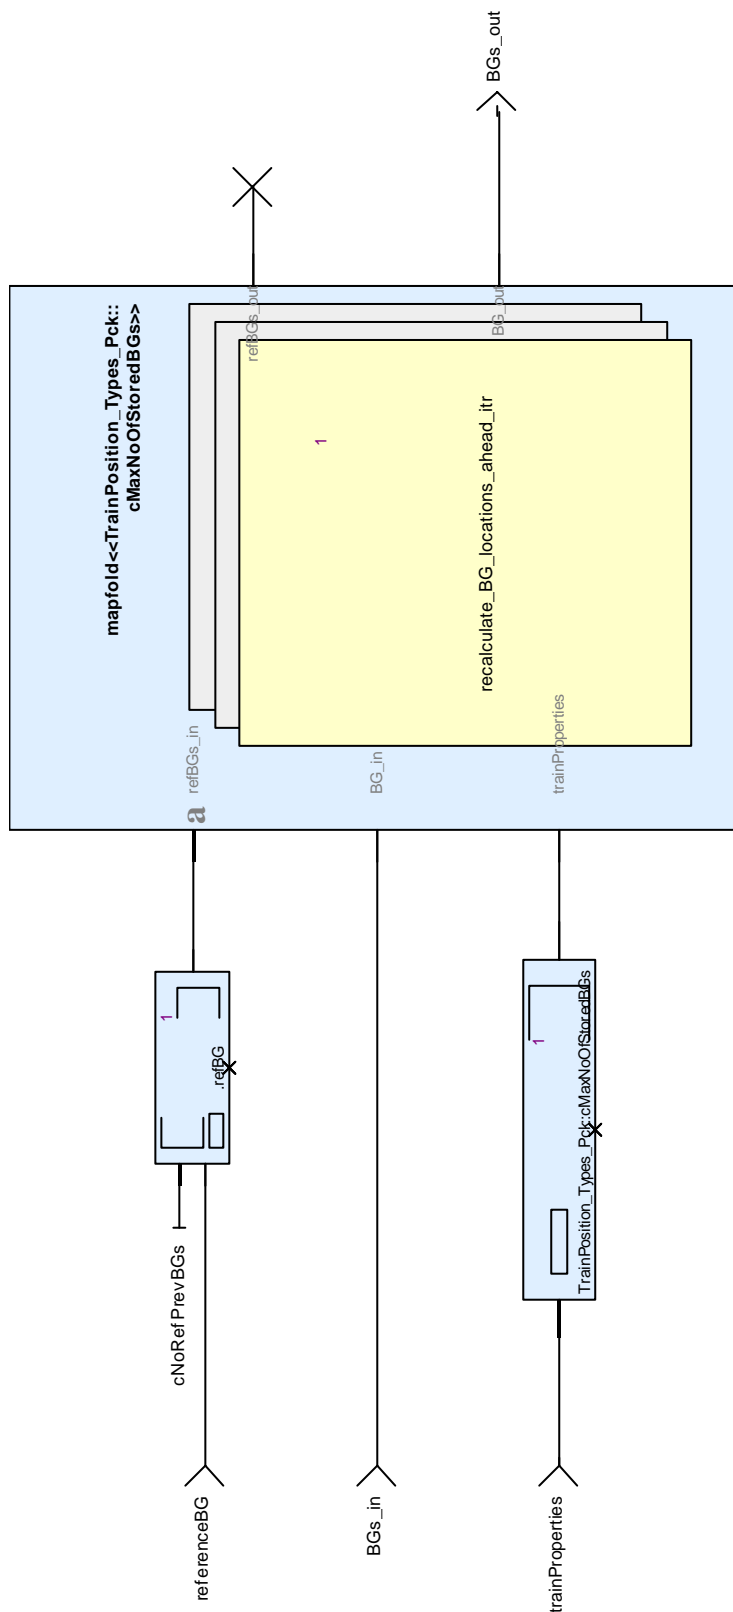 mapfold<<TrainPosition_Types_Pck::
cMaxNoOfStoredBGs>>
a
refBGs_in
refBGs_out
1
BG_in
recalculate_BG_locations_ahead_itr
BG_out
BGs_out
trainProperties
1
.refBG
cNoRefPrevBGs
referenceBG
BGs_in
1
TrainPosition_Types_Pck::cMaxNoOfStoredBGs
trainProperties